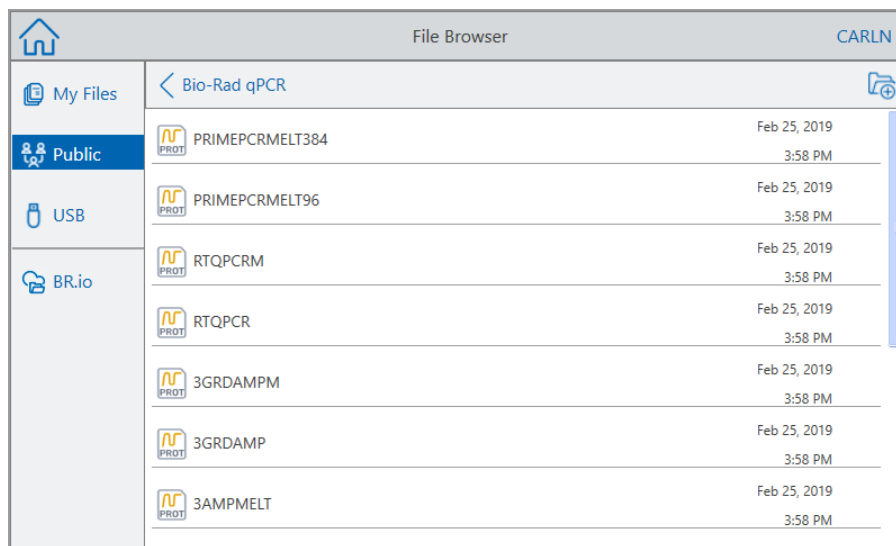 File Browser
CARLN
My Files
Bio-Rad qPCR
Public
USB
BR.io
PROT
PRIMEPCRMELT384
Feb 25, 2019
3:58 PM
PROT
PRIMEPCRMELT96
Feb 25, 2019
3:58 PM
PROT
RTQPCRM
Feb 25, 2019
3:58 PM
PROT
RTQPCR
Feb 25, 2019
3:58 PM
PROT
3GRDAMPM
Feb 25, 2019
3:58 PM
PROT
3GRDAMP
Feb 25, 2019
3:58 PM
PROT
3AMPMELT
Feb 25, 2019
3:58 PM